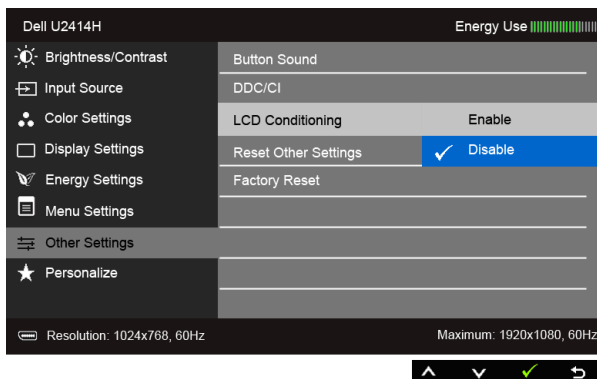 Dell U2414H
Energy Use
Brightness/Contrast
Input Source
Color Settings
Display Settings
Energy Settings
Menu Settings
Other Settings
Personalize
Button Sound
DDC/CI
LCD Conditioning
Enable
Reset Other Settings
Disable
Factory Reset
Resolution: 1024x768, 60Hz
Maximum: 1920x1080, 60Hz